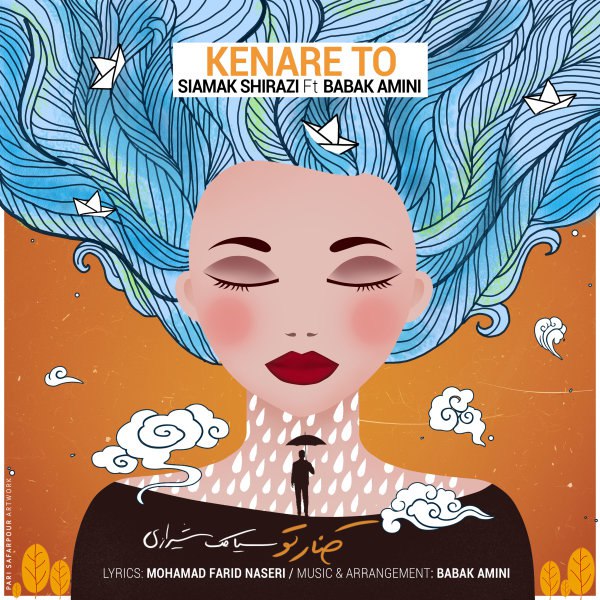 KENARE TO
SIAMAK SHIRAZI Ft BABAK AMINI
کنار تو سیامک شیرازی
LYRICS: MOHAMAD FARID NASERI / MUSIC & ARRANGEMENT: BABAK AMINI
PARI SAFARPOUR ARTWORK